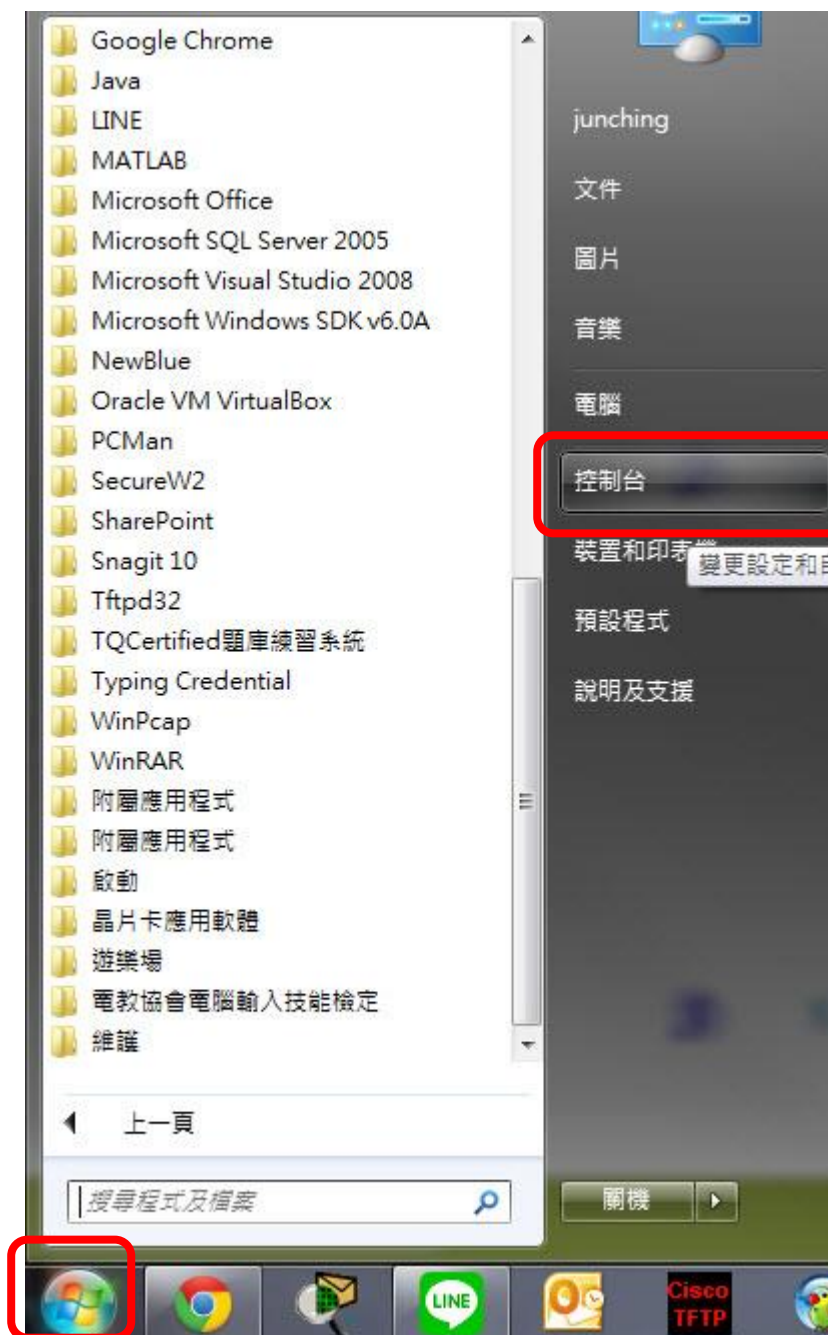 Google Chrome
Java
LINE
MATLAB
Microsoft Office
Microsoft SQL Server 2005
Microsoft Visual Studio 2008
Microsoft Windows SDK v6.0A
NewBlue
Oracle VM VirtualBox
PCMan
SecureW2
SharePoint
Snagit 10
Tftpd32
TQCertified題庫練習系統
Typing Credential
WinPcap
WinRAR
附屬應用程式
附屬應用程式
啟動
晶片卡應用軟體
遊樂場
電教協會電腦輸入技能檢定
維護
上一頁
搜尋程式及檔案
junching
文件
圖片
音樂
電腦
控制台
裝置和印表機
變更設定和
預設程式
說明及支援
關機
LINE
Cisco
TFTP